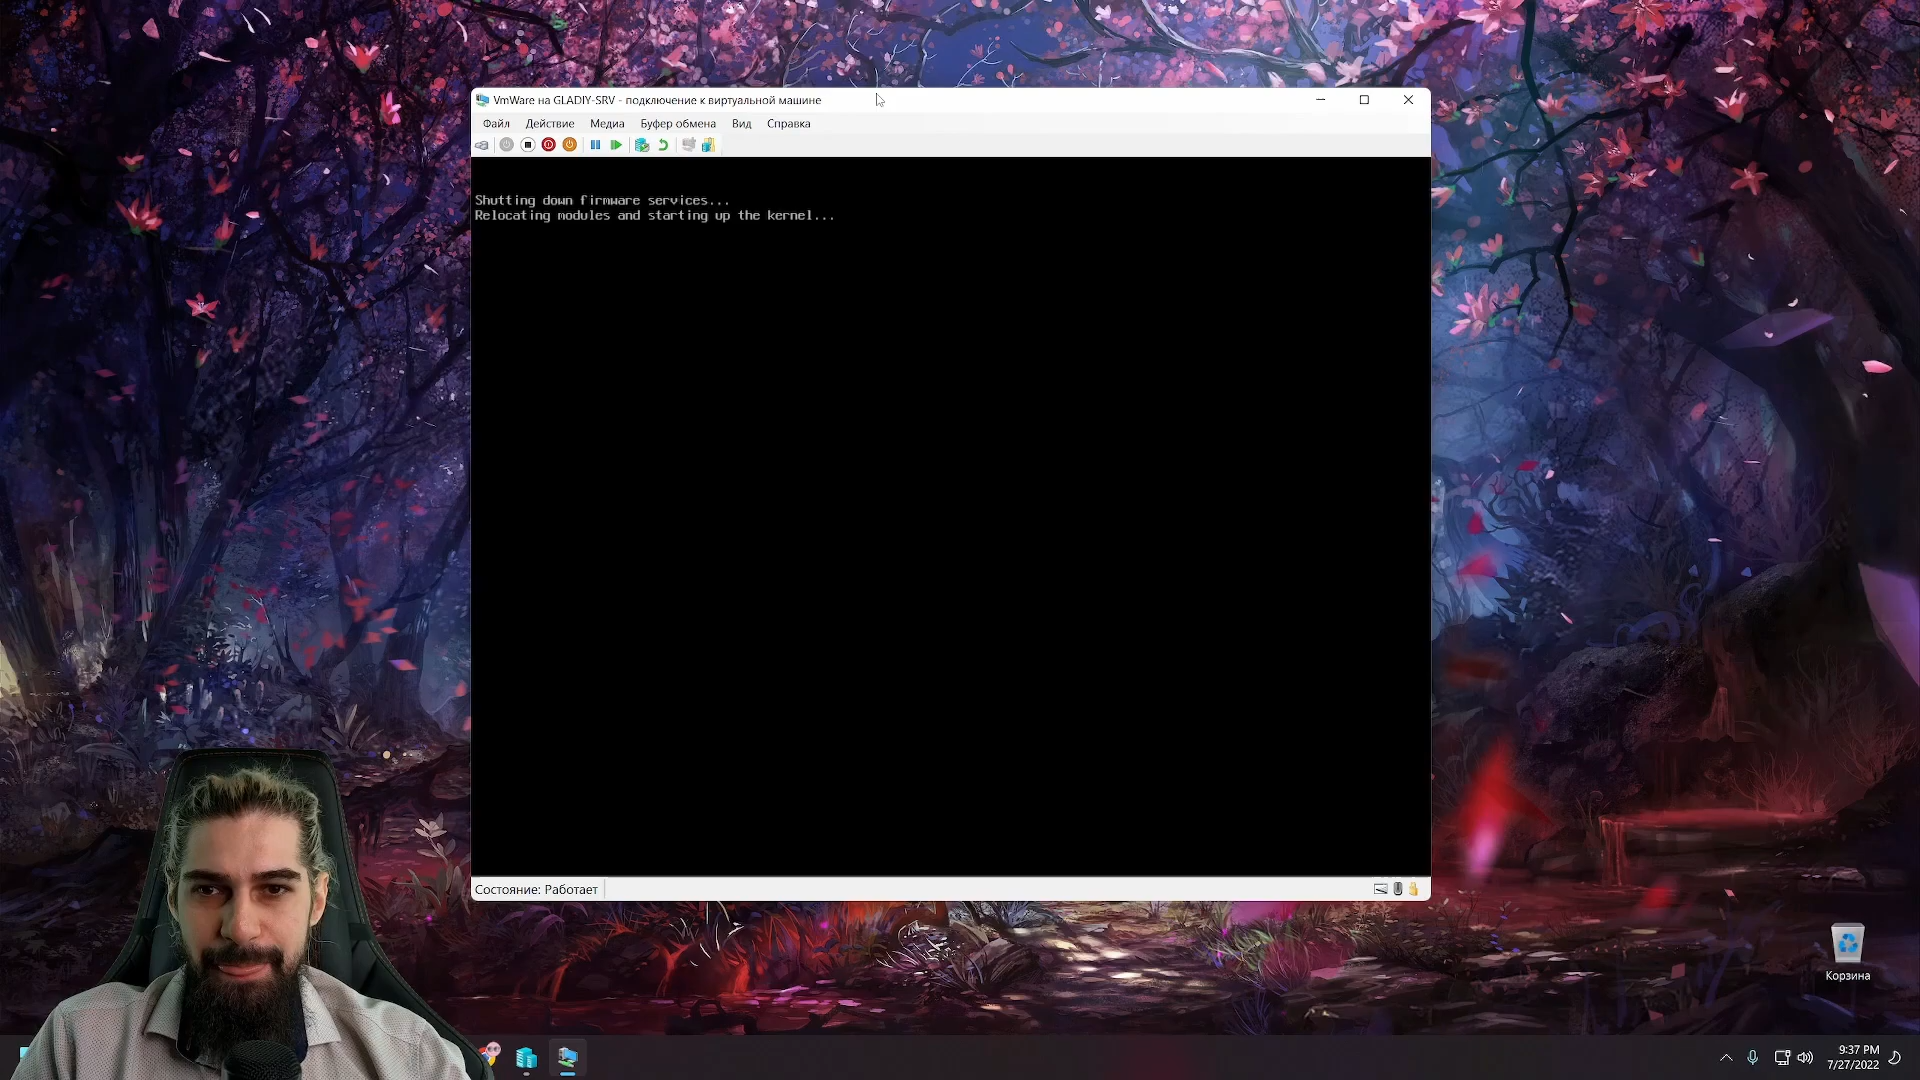 VmWare на GLADIY-SRV - подключение к виртуальной машине
Файл Действие Медиа Буфер обмена Вид Справка
Shutting down firmware services...
Relocating modules and starting up the kernel...
Состояние: Работает
Корзина
9:37 PM
7/27/2022